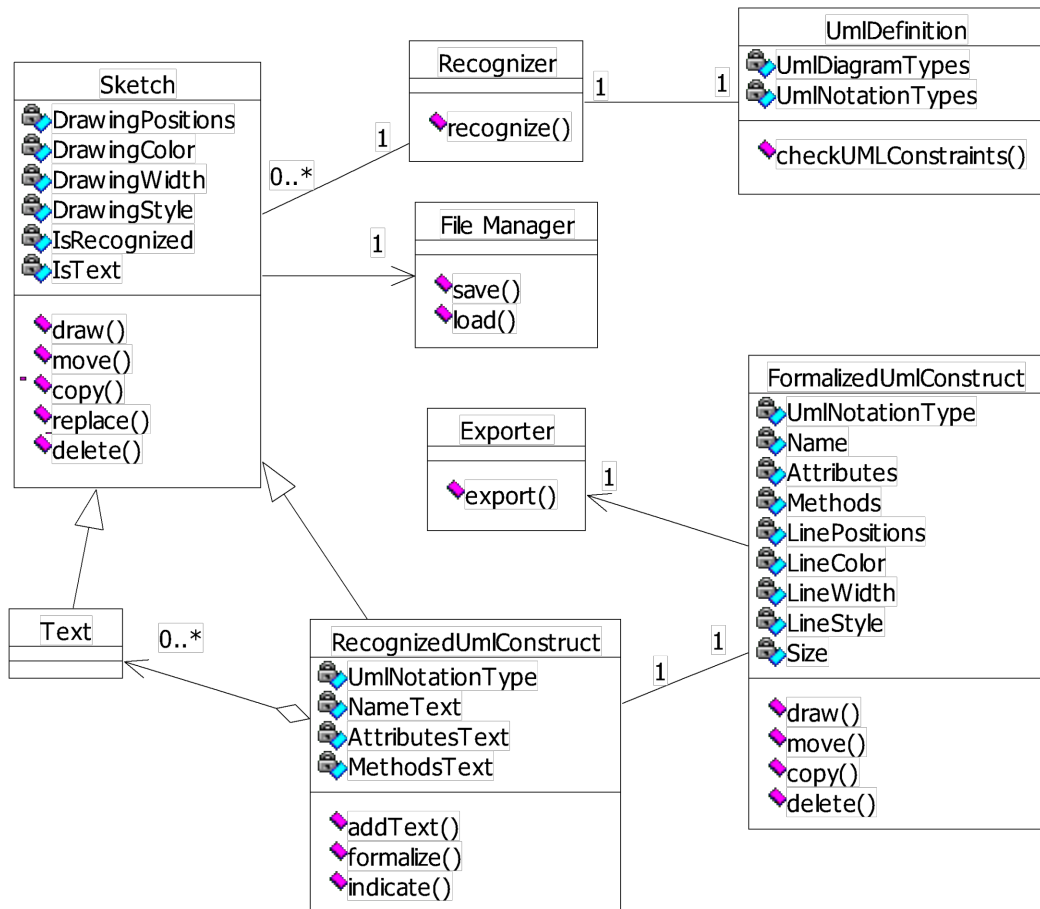 Sketch
DrawingPositions
DrawingColor
DrawingWidth
DrawingStyle
IsRecognized
IsText
draw()
move()
copy()
replace()
delete()
0..*
1
Recognizer
recognize()
1
1
UmlDefinition
UmlDiagramTypes
UmlNotationTypes
checkUMLConstraints()
1
File Manager
save()
load()
Exporter
export()
1
FormalizedUmlConstruct
UmlNotationType
Name
Attributes
Methods
LinePositions
LineColor
LineWidth
LineStyle
Size
draw()
move()
copy()
delete()
Text
0..*
RecognizedUmlConstruct
UmlNotationType
NameText
AttributesText
MethodsText
addText()
formalize()
indicate()
1
1